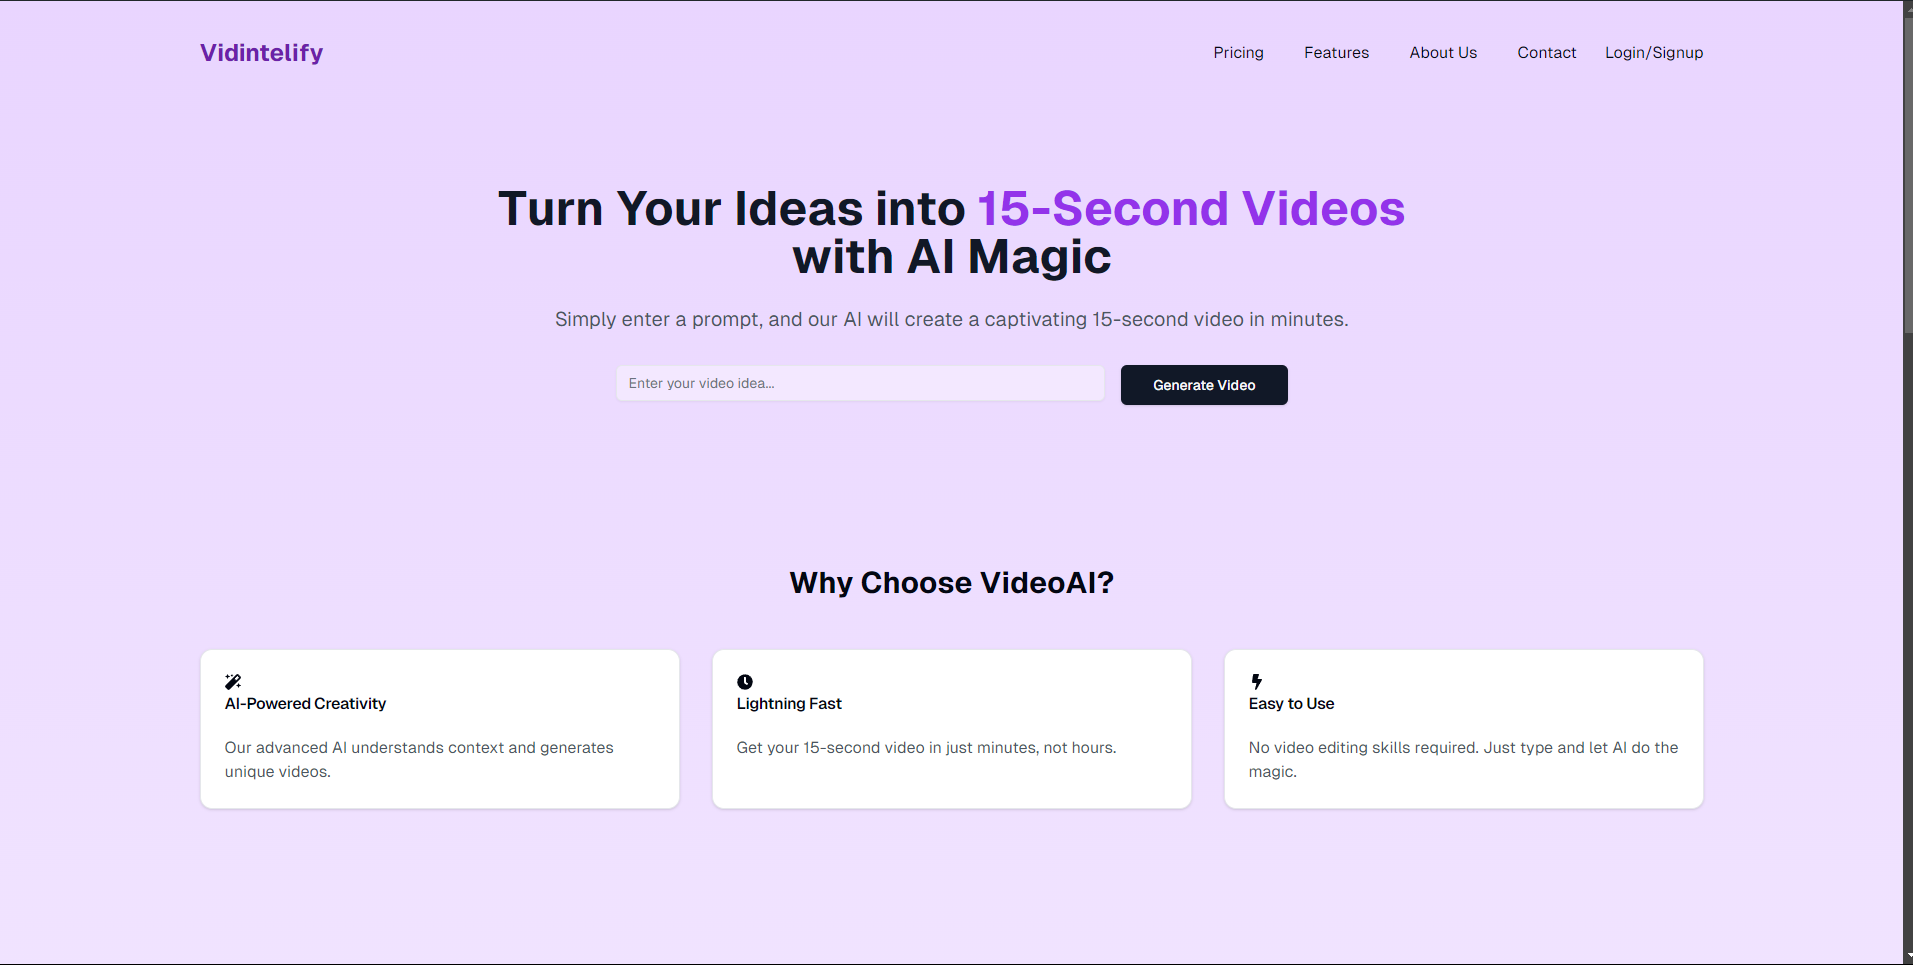 Vidintelify
Pricing Features About Us Contact Login/Signup
Turn Your Ideas into 15-Second Videos
with AI Magic
Simply enter a prompt, and our AI will create a captivating 15-second video in minutes.
Enter your video idea...
Generate Video
Why Choose VideoAI?
AI-Powered Creativity
Our advanced AI understands context and generates
unique videos.
Lightning Fast
Get your 15-second video in just minutes, not hours.
Easy to Use
No video editing skills required. Just type and let AI do the
magic.